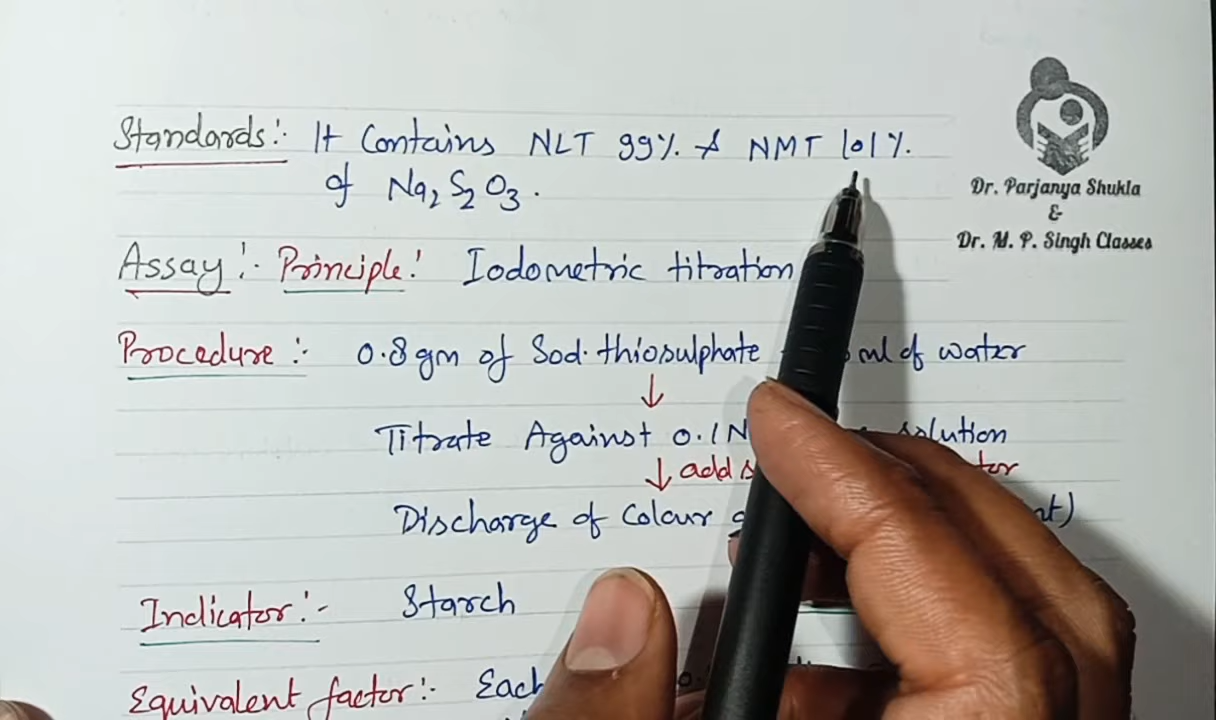 Standards:- It Contains NLT 99% & NMT 101%
of Na2S2O3.
Dr. Parjanya Shukla
&
Dr. M. P. Singh Classes
Assay:- Principle: Iodometric titration
Procedure:- 0.8 gm of Sod. thiosulphate ml of water
↓
Titrate Against 0.1N solution
↓ add
Discharge of Colour
Indicator:- Starch
Equivalent factor:- Each